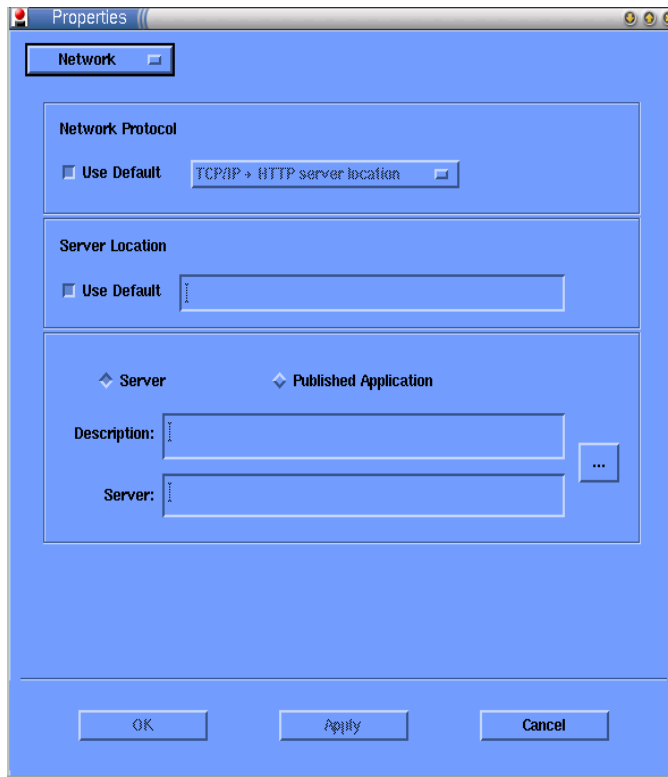 Properties
Network
Network Protocol
Use Default TCP/IP + HTTP server location
Server Location
Use Default
Server Published Application
Description:
...
Server:
OK Apply Cancel